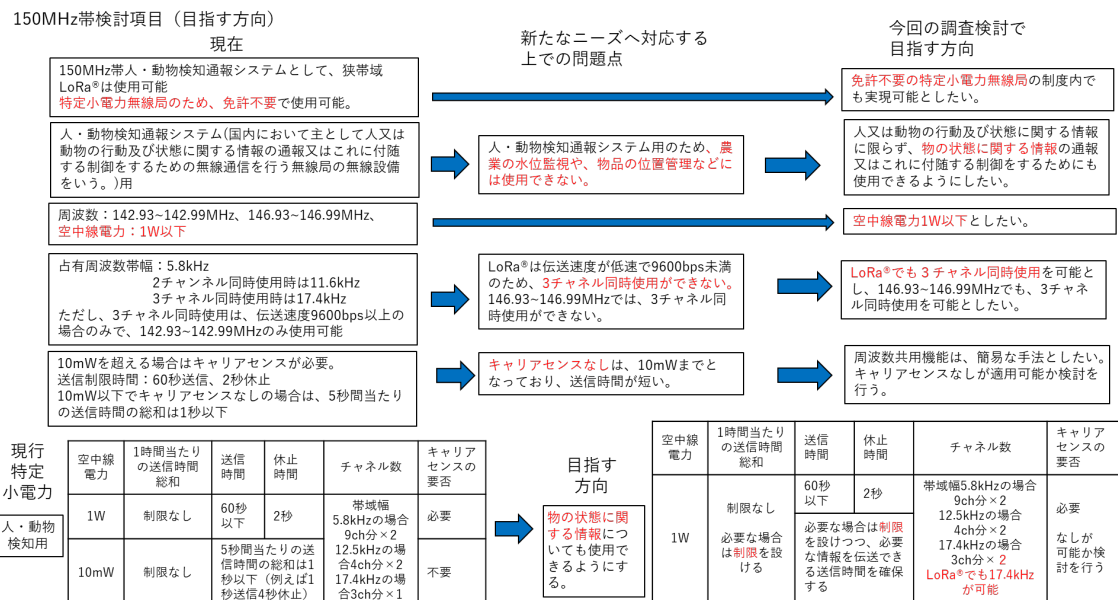 150MHz帯検討項目（目指す方向）
現在
新たなニーズへ対応する
上での問題点
今回の調査検討で
目指す方向
150MHz帯人・動物検知通報システムとして、狭帯域
LoRa®は使用可能
特定小電力無線局のため、免許不要で使用可能。
免許不要の特定小電力無線局の制度内で
も実現可能としたい。
人・動物検知通報システム(国内において主として人又は
動物の行動及び状態に関する情報の通報又はこれに付随
する制御をするための無線通信を行う無線局の無線設備
をいう。)用
人・動物検知通報システム用のため、農
業の水位監視や、物品の位置管理などに
は使用できない。
人又は動物の行動及び状態に関する情報
に限らず、物の状態に関する情報の通報
又はこれに付随する制御をするためにも
使用できるようにしたい。
周波数：142.93~142.99MHz、146.93~146.99MHz、
空中線電力：1W以下
空中線電力1W以下としたい。
占有周波数帯幅：5.8kHz
2チャンネル同時使用時は11.6kHz
3チャネル同時使用時は17.4kHz
ただし、3チャネル同時使用は、伝送速度9600bps以上の
場合のみで、142.93~142.99MHzのみ使用可能
LoRa®は伝送速度が低速で9600bps未満
のため、3チャネル同時使用ができない。
146.93~146.99MHzでは、3チャネル同
時使用ができない。
LoRa®でも３チャネル同時使用を可能と
し、146.93~146.99MHzでも、3チャネ
ル同時使用を可能としたい。
10mWを超える場合はキャリアセンスが必要。
送信制限時間：60秒送信、2秒休止
10mW以下でキャリアセンスなしの場合は、5秒間当たり
の送信時間の総和は1秒以下
キャリアセンスなしは、10mWまでと
なっており、送信時間が短い。
周波数共用機能は、簡易な手法としたい。
キャリアセンスなしが適用可能か検討を
行う。
現行
特定
小電力
人・動物
検知用
空中線
電力
1時間当たり
の送信時間
総和
送信
時間
休止
時間
チャネル数
キャリア
センスの
要否
1W
制限なし
60秒
以下
2秒
帯域幅
5.8kHzの場合
9ch分×2
12.5kHzの場
合4ch分×2
17.4kHzの場
合3ch分×1
必要
10mW
制限なし
5秒間当たりの送
信時間の総和は1
秒以下（例えば1
秒送信4秒休止）
不要
目指す
方向
物の状態に関
する情報につ
いても使用で
きるようにす
る。
空中線
電力
1時間当たり
の送信時間
総和
送信
時間
休止
時間
チャネル数
キャリア
センスの
要否
1W
制限なし
必要な場合
は制限を設
ける
60秒
以下
2秒
必要な場合は制限
を設けつつ、必要
な情報を伝送でき
る送信時間を確保
する
帯域幅5.8kHzの場合
9ch分×2
12.5kHzの場合
4ch分×2
17.4kHzの場合
3ch分× 2
LoRa®でも17.4kHz
が可能
必要
なしが
可能か検
討を行う